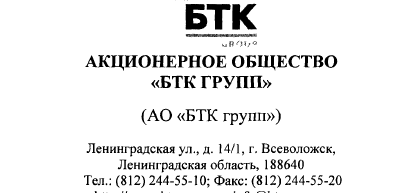 БТК
АКЦИОНЕРНОЕ ОБЩЕСТВО
«БТК ГРУПП»
(АО «БТК групп»)
Ленинградская ул., д. 14/1, г. Всеволожск,
Ленинградская область, 188640
Тел.: (812) 244-55-10; Факс: (812) 244-55-20